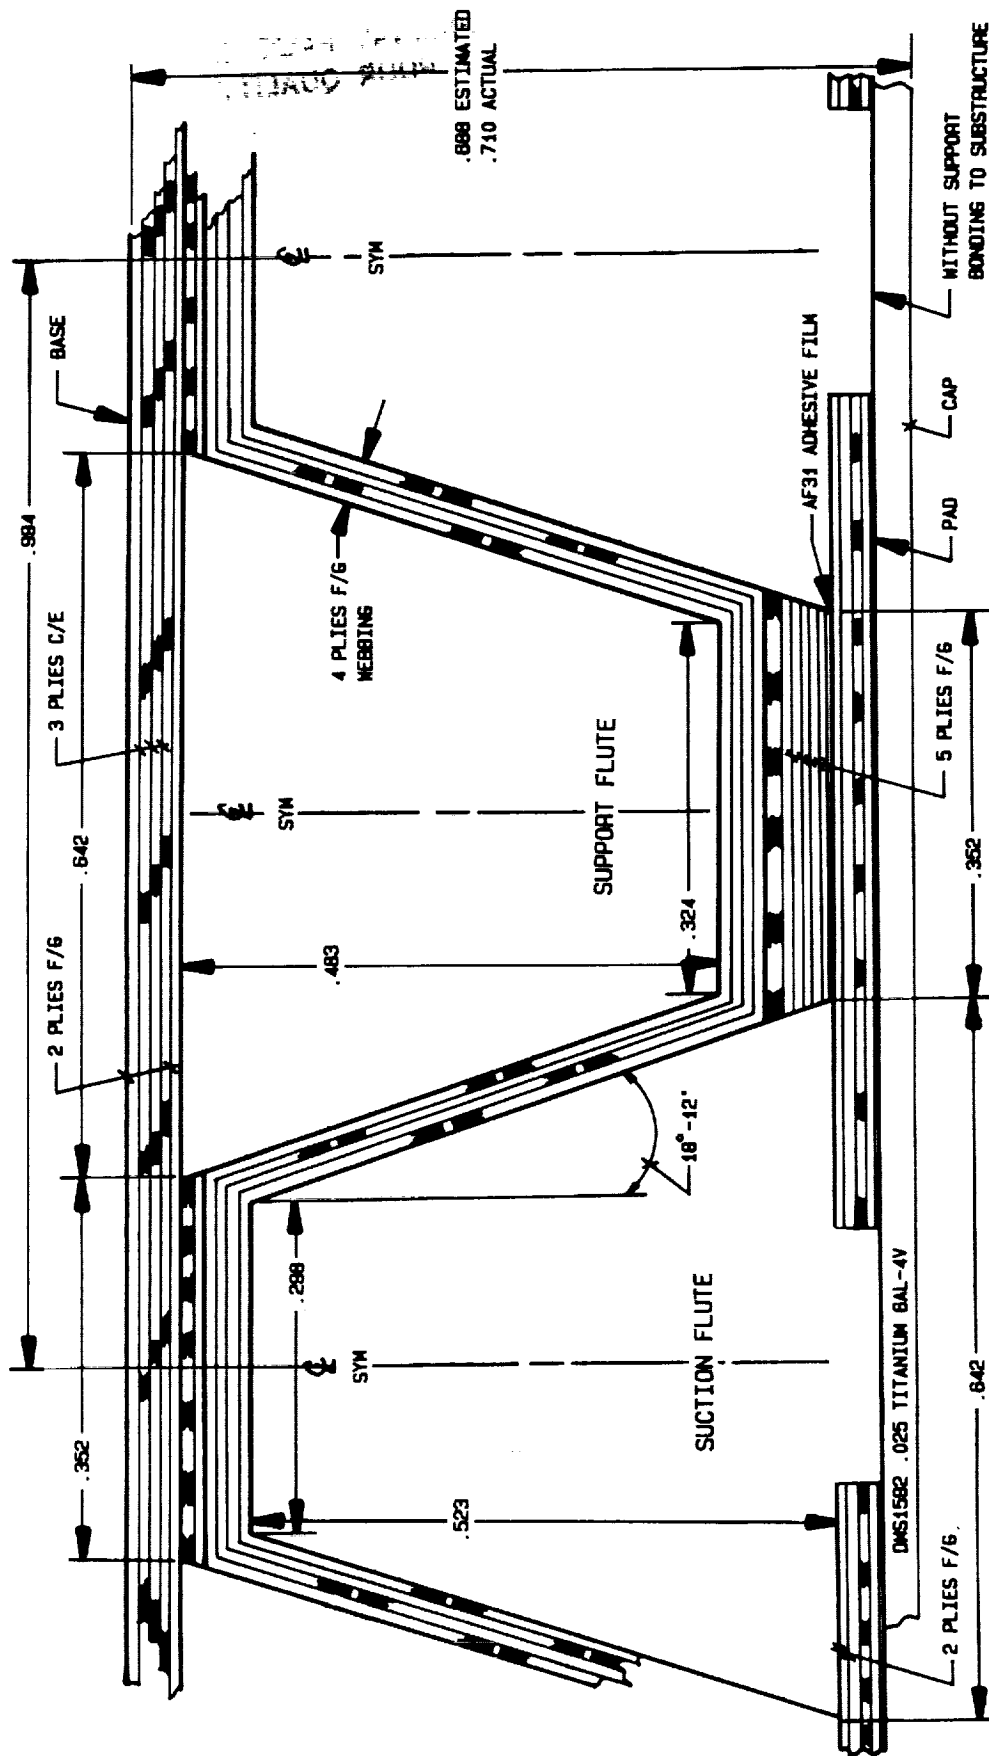 .984
BASE
3 PLIES C/E
2 PLIES F/G
.642
.352
.688 ESTIMATED
.710 ACTUAL
SYM
4 PLIES F/G
WEBBING
SYM
.483
SUPPORT FLUTE
.324
18°-12'
.288
SYM
SUCTION FLUTE
.523
AF31 ADHESIVE FILM
WITHOUT SUPPORT
BONDING TO SUBSTRUCTURE
CAP
PAD
5 PLIES F/G
.352
.642
DMS1592 .025 TITANIUM 6AL-4V
2 PLIES F/G